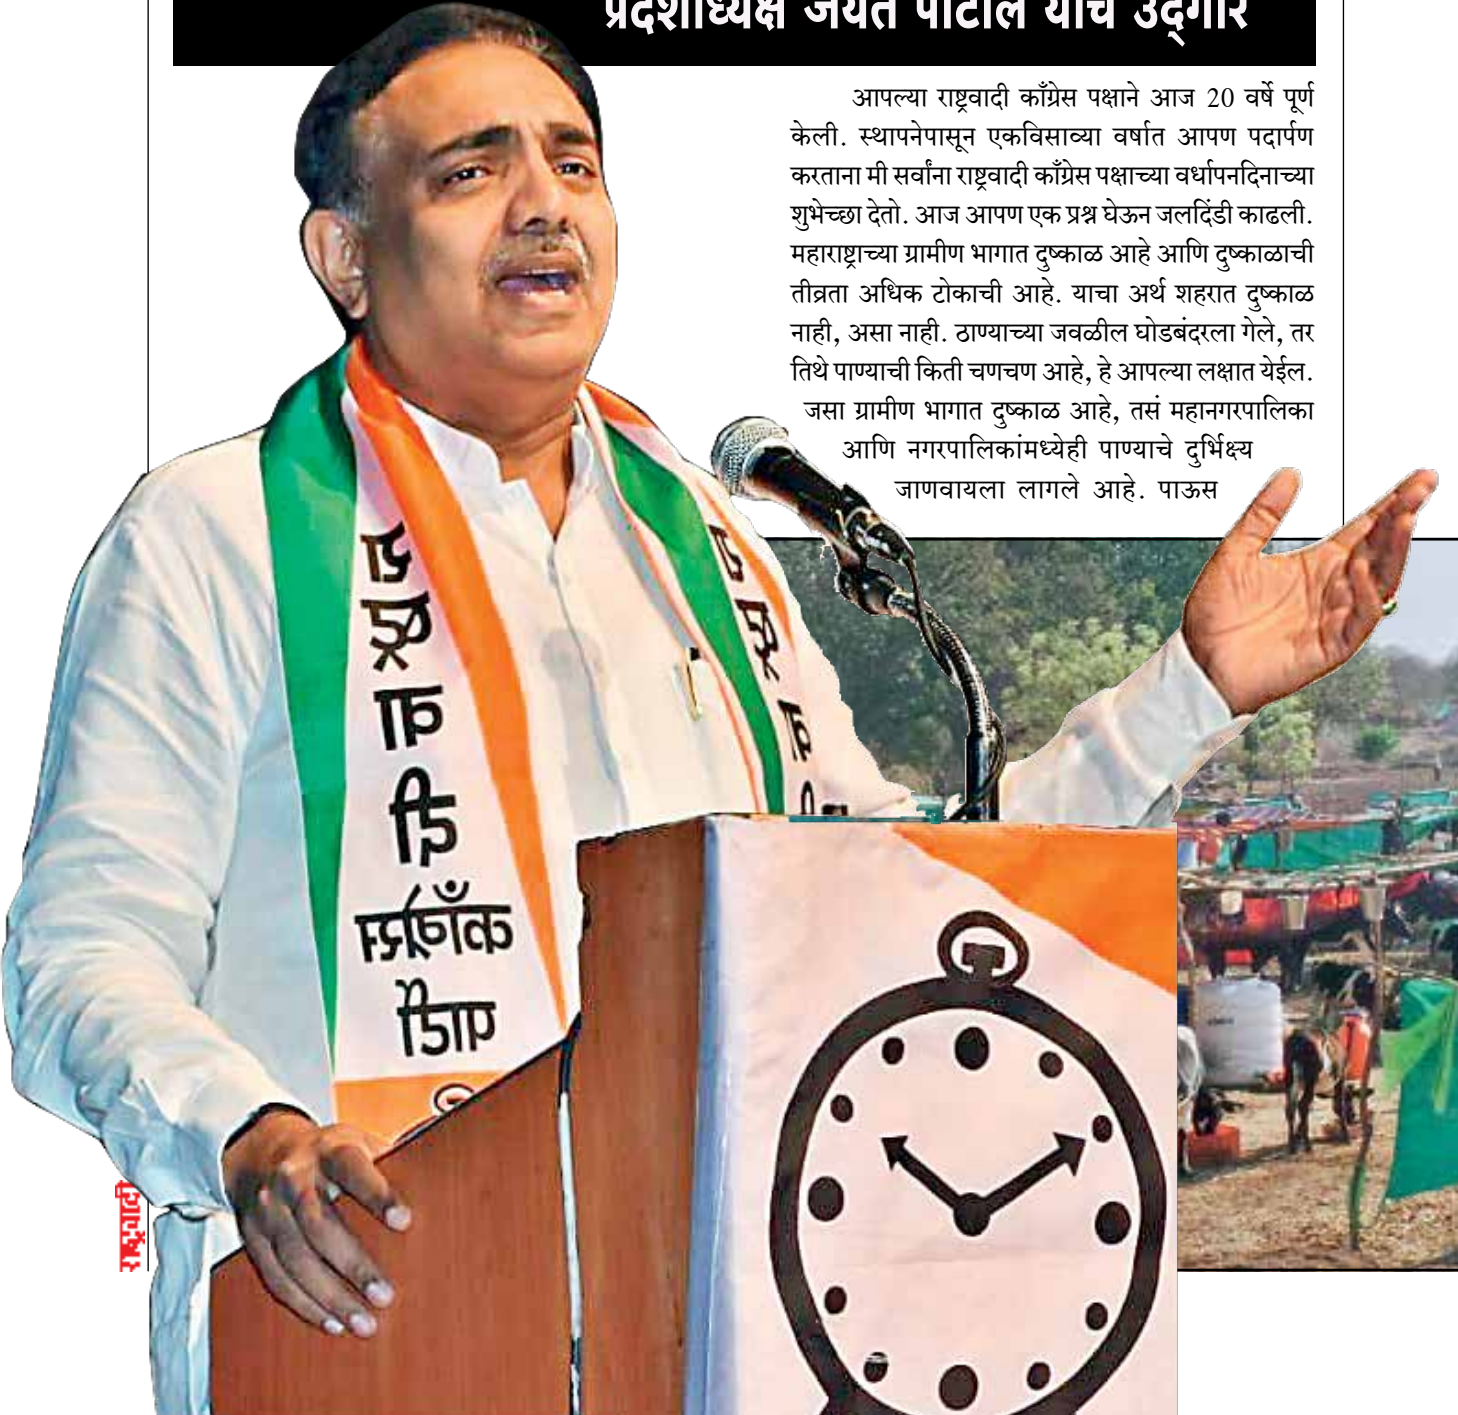 प्रदेशाध्यक्ष जयंत पाटील यांचे उद्‌गार
आपल्या राष्ट्रवादी काँग्रेस पक्षाने आज 20 वर्षे पूर्ण
केली. स्थापनेपासून एकविसाव्या वर्षात आपण पदार्पण
करताना मी सर्वांना राष्ट्रवादी काँग्रेस पक्षाच्या वर्धापनदिनाच्या
शुभेच्छा देतो. आज आपण एक प्रश्न घेऊन जलदिंडी काढली.
महाराष्ट्राच्या ग्रामीण भागात दुष्काळ आहे आणि दुष्काळाची
तीव्रता अधिक टोकाची आहे. याचा अर्थ शहरात दुष्काळ
नाही, असा नाही. ठाण्याच्या जवळील घोडबंदरला गेले, तर
तिथे पाण्याची किती चणचण आहे, हे आपल्या लक्षात येईल.
जसा ग्रामीण भागात दुष्काळ आहे, तसं महानगरपालिका
आणि नगरपालिकांमध्येही पाण्याचे दुर्भिक्ष्य
जाणवायला लागले आहे. पाऊस
राष्ट्रवादी
काँग्रेस
पार्टी
राष्ट्रवादी